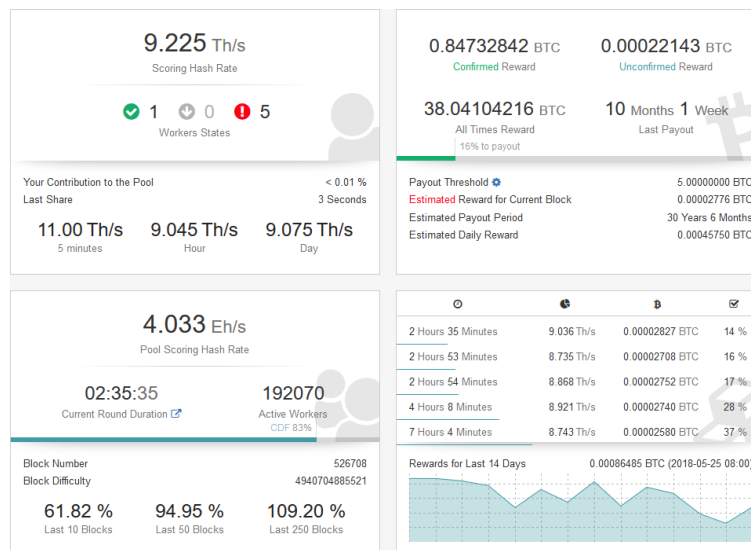 9.225 Th/s
Scoring Hash Rate
1 0 5
Workers States
Your Contribution to the Pool < 0.01 %
Last Share 3 Seconds
11.00 Th/s 9.045 Th/s 9.075 Th/s
5 minutes Hour Day
0.84732842 BTC 0.00022143 BTC
Confirmed Reward Unconfirmed Reward
38.04104216 BTC 10 Months 1 Week
All Times Reward Last Payout
16% to payout
Payout Threshold 5.00000000 BTC
Estimated Reward for Current Block 0.00002776 BTC
Estimated Payout Period 30 Years 6 Months
Estimated Daily Reward 0.00045750 BTC
4.033 Eh/s
Pool Scoring Hash Rate
02:35:35 192070
Current Round Duration Active Workers
CDF 83%
Block Number 526708
Block Difficulty 4940704885521
61.82 % 94.95 % 109.20 %
Last 10 Blocks Last 50 Blocks Last 250 Blocks
2 Hours 35 Minutes 9.036 Th/s 0.00002827 BTC 14 %
2 Hours 53 Minutes 8.735 Th/s 0.00002708 BTC 16 %
2 Hours 54 Minutes 8.868 Th/s 0.00002752 BTC 17 %
4 Hours 8 Minutes 8.921 Th/s 0.00002740 BTC 28 %
7 Hours 4 Minutes 8.743 Th/s 0.00002580 BTC 37 %
Rewards for Last 14 Days 0.00086485 BTC (2018-05-25 08:00)